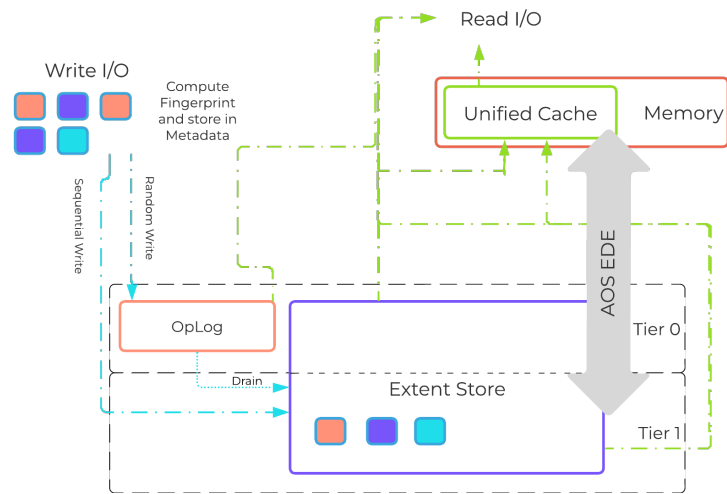 Read I/O
Write I/O
Compute
Fingerprint
and store in
Metadata
Unified Cache
Memory
Sequential Write
Random Write
AOS EDE
OpLog
Tier 0
Drain
Extent Store
Tier 1